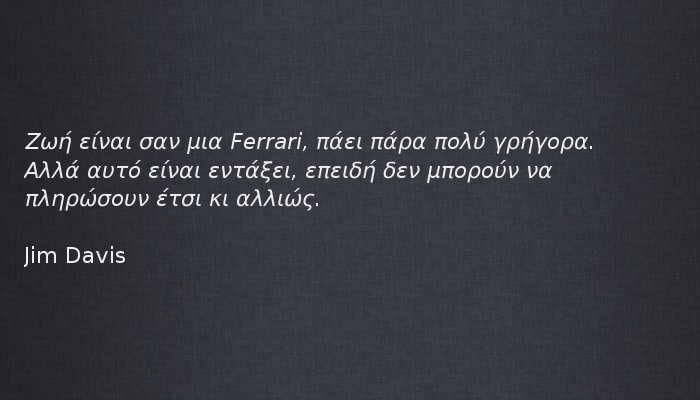 Ζωή είναι σαν μια Ferrari, πάει πάρα πολύ γρήγορα.
Αλλά αυτό είναι εντάξει, επειδή δεν μπορούν να
πληρώσουν έτσι κι αλλιώς.
Jim Davis